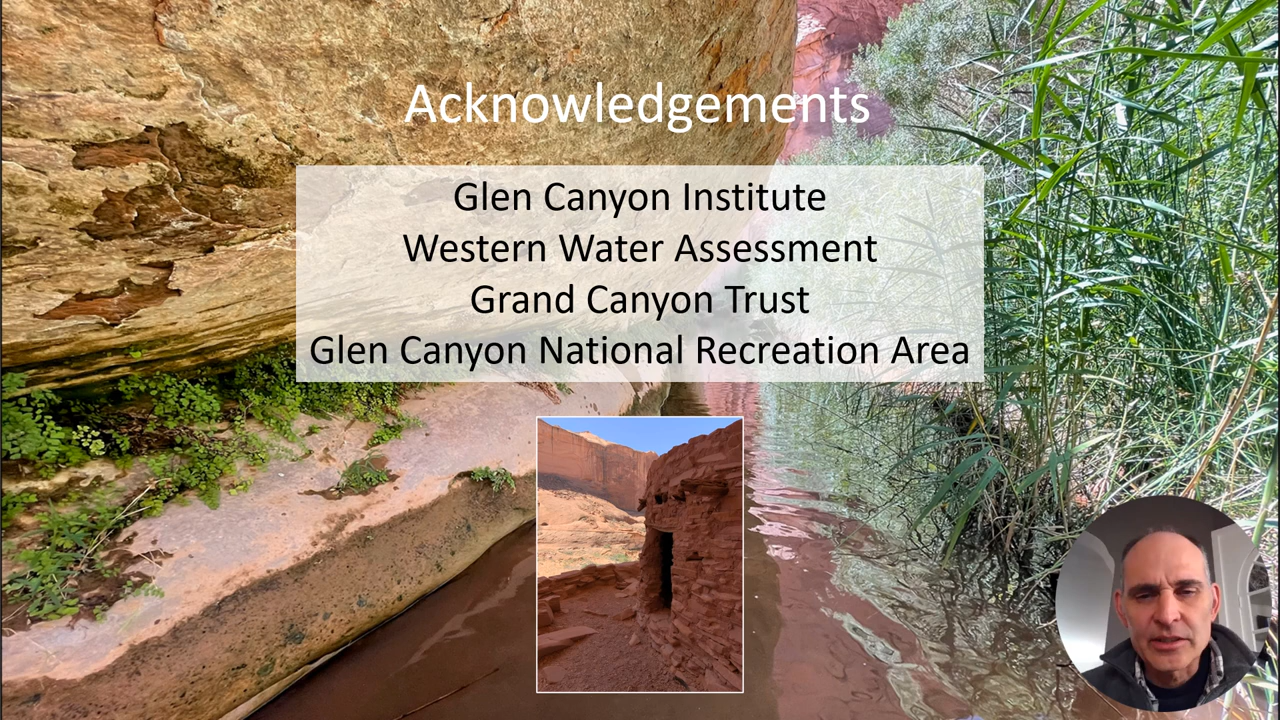 Acknowledgements
Glen Canyon Institute
Western Water Assessment
Grand Canyon Trust
Glen Canyon National Recreation Area